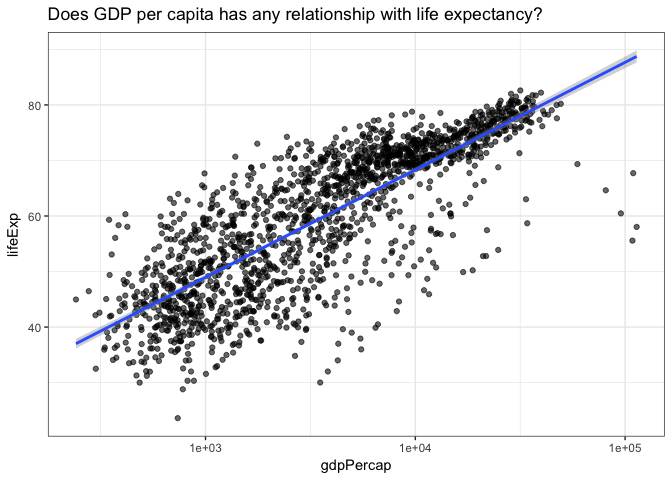 Does GDP per capita has any relationship with life expectancy?
80
60
40
lifeExp
1e+03 1e+04 1e+05
gdpPercap